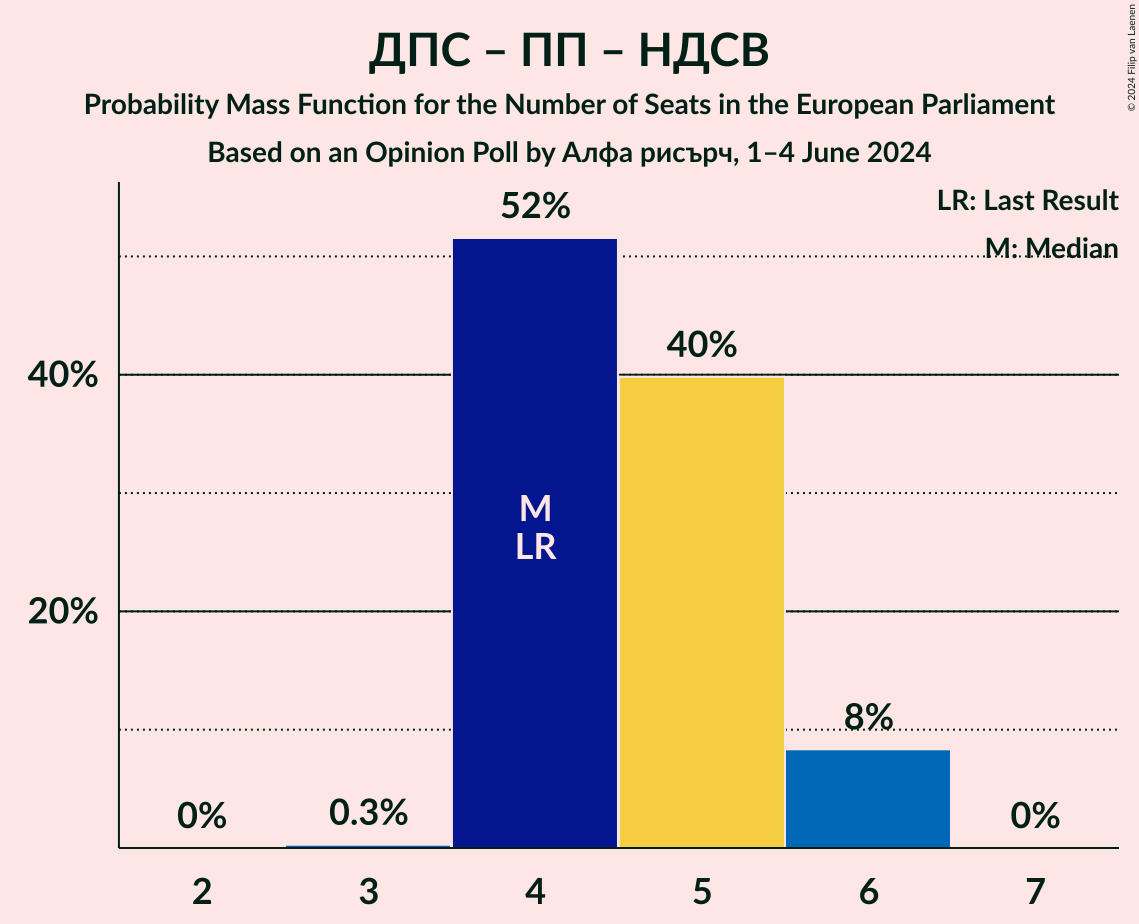 ДПС – ПП – НДСВ
Probability Mass Function for the Number of Seats in the European Parliament
Based on an Opinion Poll by Алфа рисърч, 1–4 June 2024
© 2024 Filip van Laenen
LR: Last Result
M: Median
52%
40%
40%
M
LR
20%
8%
0%
0.3%
0%
2
3
4
5
6
7